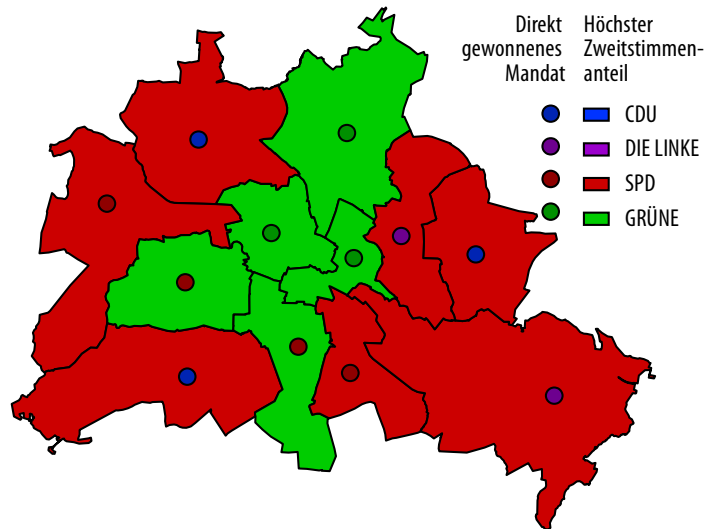 Direkt
gewonnenes
Mandat
Höchster
Zweitstimmen-
anteil
CDU
DIE LINKE
SPD
GRÜNE